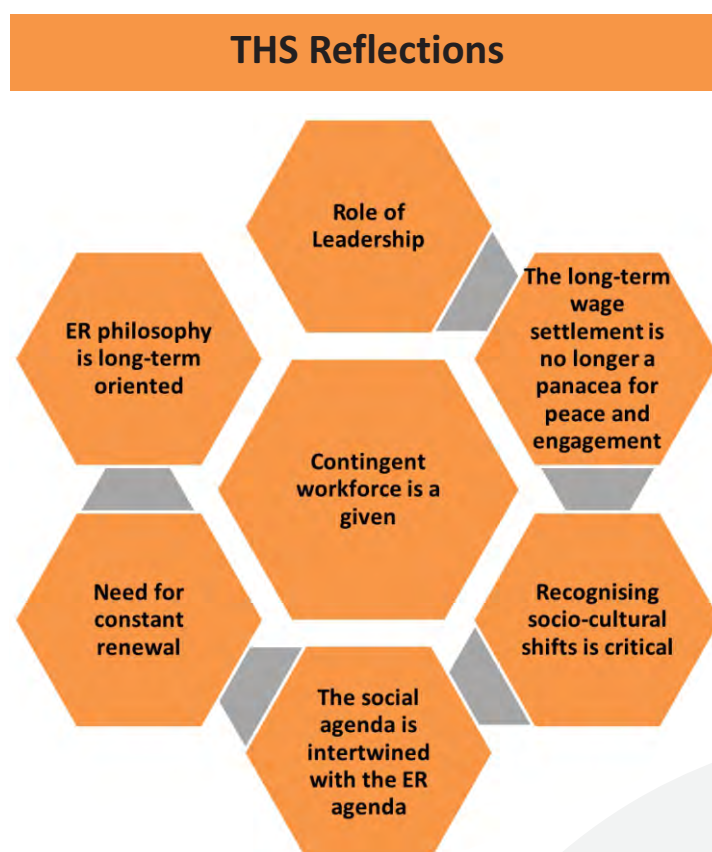 THS Reflections
Role of
Leadership
The long-term
wage
settlement is
no longer a
panacea for
peace and
engagement
Recognising
socio-cultural
shifts is critical
The social
agenda is
intertwined
with the ER
agenda
Need for
constant
renewal
ER philosophy
is long-term
oriented
Contingent
workforce is a
given